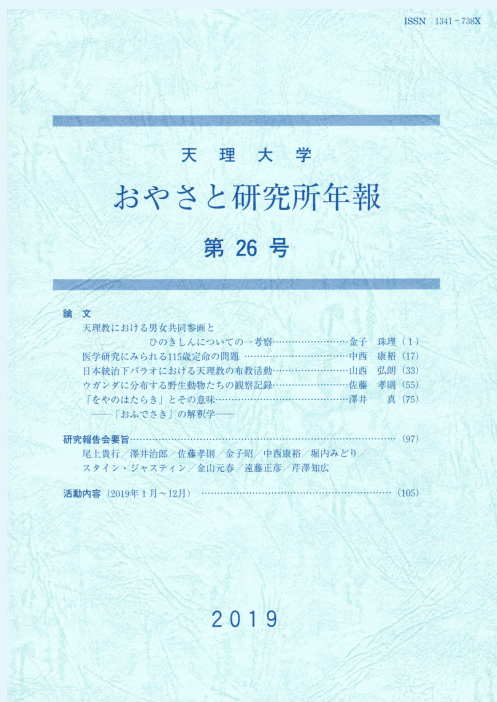 ISSN 1341-738X
天理大学
おやさと研究所年報
第 26 号
論 文
天理教における男女共同参画と
ひのきしんについての一考察……………………金子 珠理 (1)
医学研究にみられる115歳定命の問題 ……………………………中西 康裕 (17)
日本統治下パラオにおける天理教の布教活動……………………山西 弘朗 (33)
ウガンダに分布する野生動物たちの観察記録……………………佐藤 孝則 (55)
「をやのはたらき」とその意味……………………………………澤井 真 (75)
――「おふでさき」の解釈学――
研究報告会要旨……………………………………………………………………… (97)
尾上貴行/澤井治郎/佐藤孝則/金子昭/中西康裕/堀内みどり/
スタイン・ジャスティン/金山元春/遠藤正彦/芹澤知広
活動内容(2019年1月~12月) ……………………………………………………(105)
2019